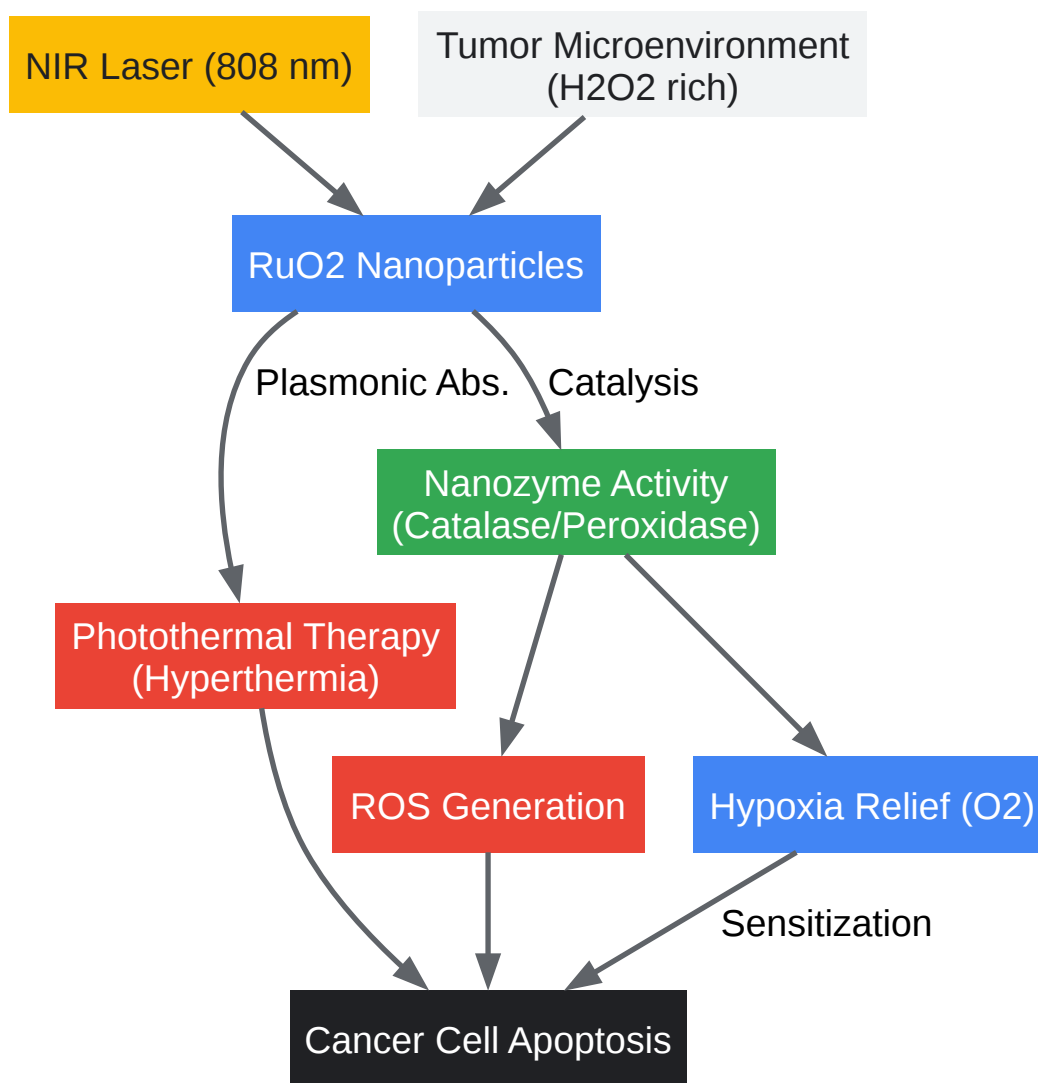 NIR Laser (808 nm)
Tumor Microenvironment
(H2O2 rich)
RuO2 Nanoparticles
Plasmonic Abs.
Catalysis
Nanozyme Activity
(Catalase/Peroxidase)
Photothermal Therapy
(Hyperthermia)
ROS Generation
Hypoxia Relief (O2)
Sensitization
Cancer Cell Apoptosis